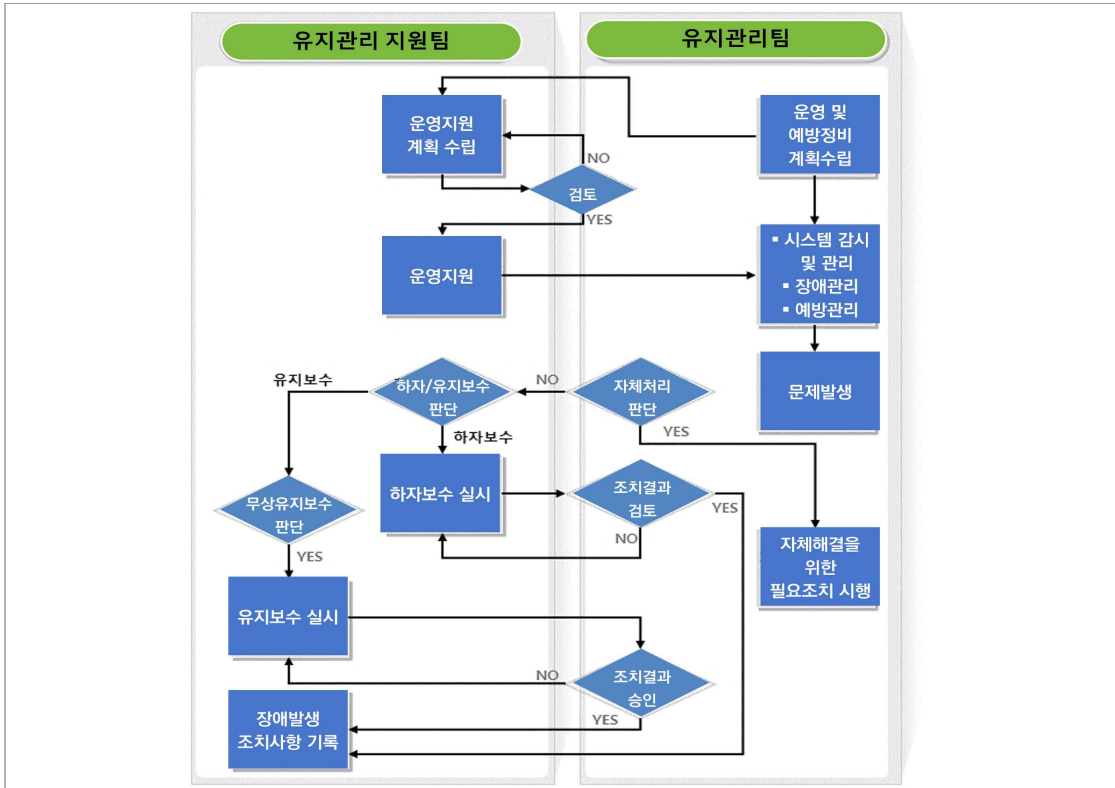 유지관리 지원팀
유지관리팀
운영지원
계획 수립
운영 및
예방정비
계획수립
NO
검토
YES
운영지원
▪ 시스템 감시
및 관리
▪ 장애관리
▪ 예방관리
유지보수
하자/유지보수
판단
NO
자체처리
판단
YES
문제발생
하자보수
무상유지보수
판단
YES
하자보수 실시
조치결과
검토
YES
NO
자체해결을
위한
필요조치 시행
유지보수 실시
NO
조치결과
승인
YES
장애발생
조치사항 기록